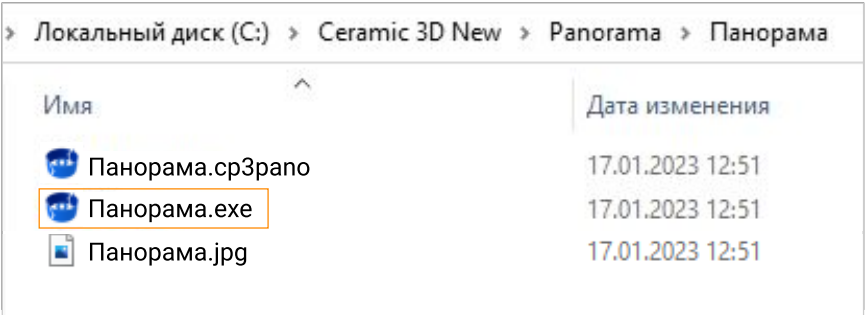 > Локальный диск (C:) > Ceramic 3D New > Panorama > Панорама
Имя Дата изменения
Панорама.cp3pano 17.01.2023 12:51
Панорама.exe 17.01.2023 12:51
Панорама.jpg 17.01.2023 12:51